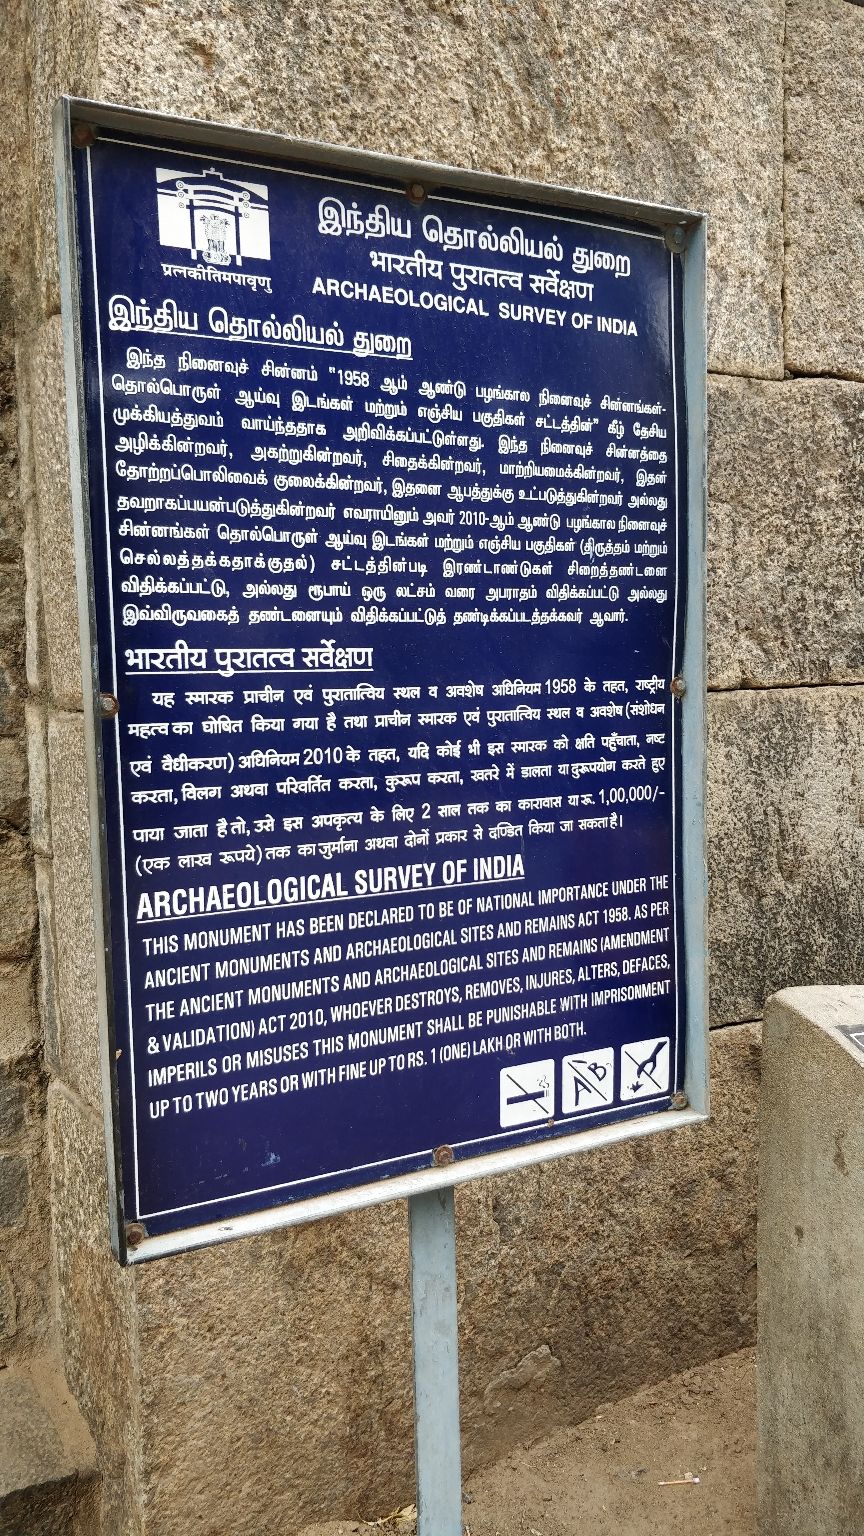 प्रत्नकीर्तिमपावृणु
இந்திய தொல்லியல் துறை
भारतीय पुरातत्व सर्वेक्षण
ARCHAEOLOGICAL SURVEY OF INDIA
இந்திய தொல்லியல் துறை
இந்த நினைவுச் சின்னம் "1958 ஆம் ஆண்டு பழங்கால நினைவுச் சின்னங்கள்-
தொல்பொருள் ஆய்வு இடங்கள் மற்றும் எஞ்சிய பகுதிகள் சட்டத்தின்" கீழ் தேசிய
முக்கியத்துவம் வாய்ந்ததாக அறிவிக்கப்பட்டுள்ளது. இந்த நினைவுச் சின்னத்தை
அழிக்கின்றவர், அகற்றுகின்றவர், சிதைக்கின்றவர், மாற்றியமைக்கின்றவர், இதன்
தோற்றப்பொலிவைக் குலைக்கின்றவர், இதனை ஆபத்துக்கு உட்படுத்துகின்றவர் அல்லது
தவறாகப்பயன்படுத்துகின்றவர் எவராயினும் அவர் 2010-ஆம் ஆண்டு பழங்கால நினைவுச்
சின்னங்கள் தொல்பொருள் ஆய்வு இடங்கள் மற்றும் எஞ்சிய பகுதிகள் (திருத்தம் மற்றும்
செல்லத்தக்கதாக்குதல்) சட்டத்தின்படி இரண்டாண்டுகள் சிறைத்தண்டனை
விதிக்கப்பட்டு, அல்லது ரூபாய் ஒரு லட்சம் வரை அபராதம் விதிக்கப்பட்டு அல்லது
இவ்விருவகைத் தண்டனையும் விதிக்கப்பட்டுத் தண்டிக்கப்படத்தக்கவர் ஆவார்.
भारतीय पुरातत्व सर्वेक्षण
यह स्मारक प्राचीन एवं पुरातात्विय स्थल व अवशेष अधिनियम 1958 के तहत, राष्ट्रीय
महत्व का घोषित किया गया है तथा प्राचीन स्मारक एवं पुरातात्विय स्थल व अवशेष (संशोधन
एवं वैधीकरण) अधिनियम 2010 के तहत, यदि कोई भी इस स्मारक को क्षति पहुँचाता, नष्ट
करता, विलग अथवा परिवर्तित करता, कुरूप करता, खतरे में डालता या दुरूपयोग करते हुए
पाया जाता है तो, उसे इस अपकृत्य के लिए 2 साल तक का कारावास या रू. 1,00,000/-
(एक लाख रूपये) तक का जुर्माना अथवा दोनों प्रकार से दण्डित किया जा सकता है।
ARCHAEOLOGICAL SURVEY OF INDIA
THIS MONUMENT HAS BEEN DECLARED TO BE OF NATIONAL IMPORTANCE UNDER THE
ANCIENT MONUMENTS AND ARCHAEOLOGICAL SITES AND REMAINS ACT 1958. AS PER
THE ANCIENT MONUMENTS AND ARCHAEOLOGICAL SITES AND REMAINS (AMENDMENT
& VALIDATION) ACT 2010, WHOEVER DESTROYS, REMOVES, INJURES, ALTERS, DEFACES,
IMPERILS OR MISUSES THIS MONUMENT SHALL BE PUNISHABLE WITH IMPRISONMENT
UP TO TWO YEARS OR WITH FINE UP TO RS. 1 (ONE) LAKH OR WITH BOTH.
AB